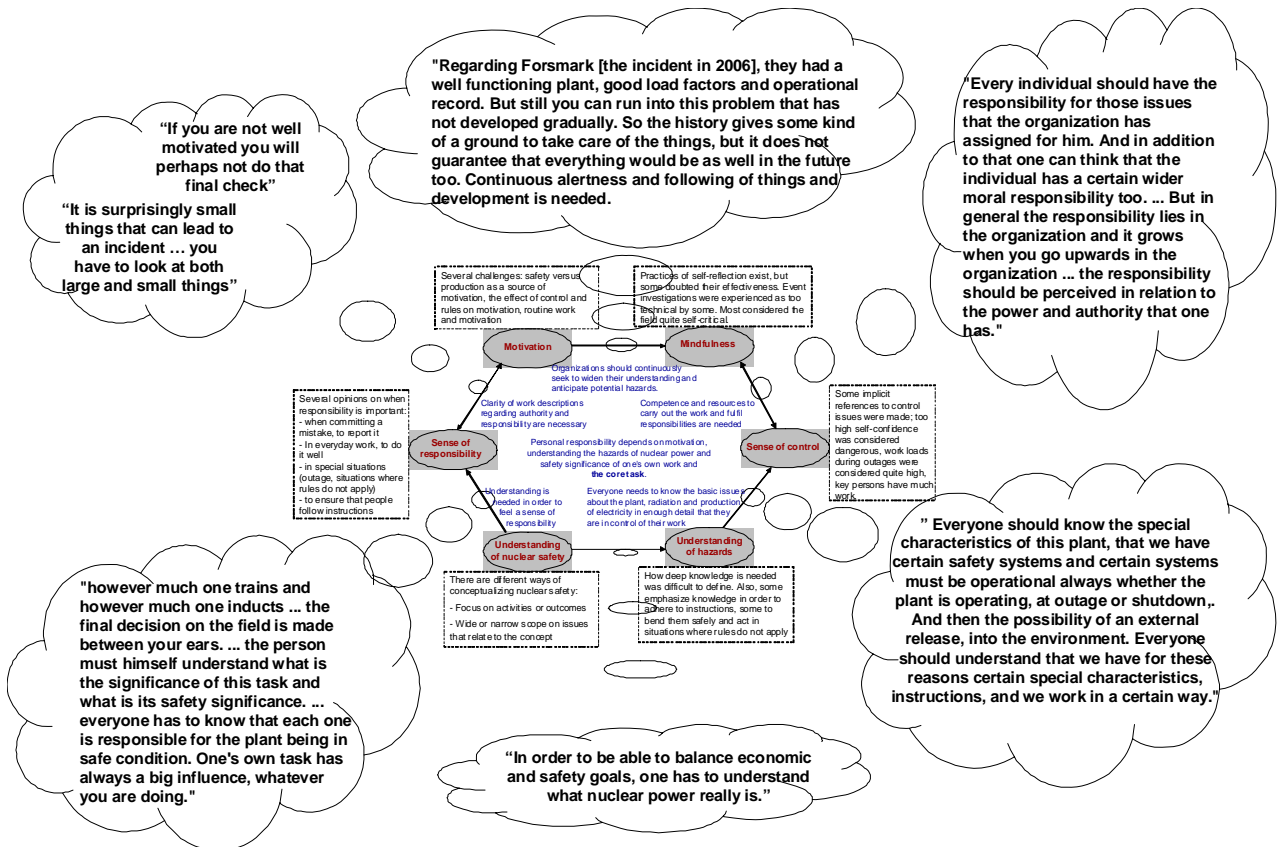 "Regarding Forsmark [the incident in 2006], they had a
well functioning plant, good load factors and operational
record. But still you can run into this problem that has
not developed gradually. So the history gives some kind
of a ground to take care of the things, but it does not
guarantee that everything would be as well in the future
too. Continuous alertness and following of things and
development is needed.
"Every individual should have the
responsibility for those issues
that the organization has
assigned for him. And in addition
to that one can think that the
individual has a certain wider
moral responsibility too. ... But in
general the responsibility lies in
the organization and it grows
when you go upwards in the
organization ... the responsibility
should be perceived in relation to
the power and authority that one
has."
“If you are not well
motivated you will
perhaps not do that
final check”
“It is surprisingly small
things that can lead to
an incident … you
have to look at both
large and small things”
Several challenges: safety versus
production as a source of
motivation, the effect of control and
rules on motivation, routine work
and motivation
Practices of self-reflection exist, but
some doubted their effectiveness. Event
investigations were experienced as too
technical by some. Most considered the
field quite self-critical.
Motivation
Mindfulness
Organizations should continuously
seek to widen their understanding and
anticipate potential hazards.
Several opinions on when
responsibility is important:
- when committing a
mistake, to report it
- In everyday work, to do
it well
- in special situations
(outage, situations where
rules do not apply)
- to ensure that people
follow instructions
Clarity of work descriptions
regarding authority and
responsibility are necessary
Competence and resources to
carry out the work and fulfil
responsibilities are needed
Some implicit
references to control
issues were made; too
high self-confidence
was considered
dangerous, work loads
during outages were
considered quite high,
key persons have much
work
Sense of
responsibility
Personal responsibility depends on motivation,
understanding the hazards of nuclear power and
safety significance of one's own work and
the core task.
Sense of control
Understanding is
needed in order to
feel a sense of
responsibility
Everyone needs to know the basic issues
about the plant, radiation and production
of electricity in enough detail that they
are in control of their work
Understanding
of nuclear safety
Understanding
of hazards
There are different ways of
conceptualizing nuclear safety:
- Focus on activities or outcomes
- Wide or narrow scope on issues
that relate to the concept
How deep knowledge is needed
was difficult to define. Also, some
emphasize knowledge in order to
adhere to instructions, some to
bend them safely and act in
situations where rules do not apply
" Everyone should know the special
characteristics of this plant, that we have
certain safety systems and certain systems
must be operational always whether the
plant is operating, at outage or shutdown,.
And then the possibility of an external
release, into the environment. Everyone
should understand that we have for these
reasons certain special characteristics,
instructions, and we work in a certain way."
"however much one trains and
however much one inducts ... the
final decision on the field is made
between your ears. ... the person
must himself understand what is
the significance of this task and
what is its safety significance. ...
everyone has to know that each one
is responsible for the plant being in
safe condition. One's own task has
always a big influence, whatever
you are doing."
“In order to be able to balance economic
and safety goals, one has to understand
what nuclear power really is.”